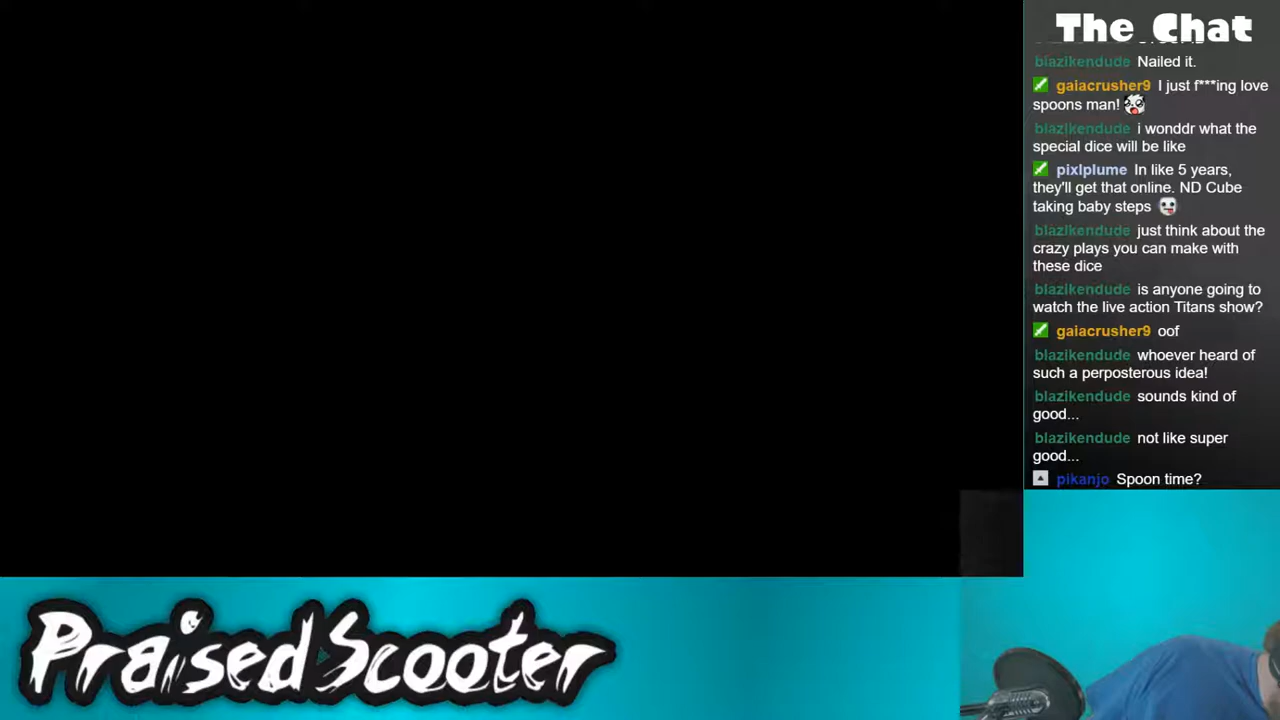 The Chat
blazikendude Nailed it.
gaiacrusher9 I just f***ing love
spoons man!
blazikendude i wonddr what the
special dice will be like
pixlplume In like 5 years,
they'll get that online. ND Cube
taking baby steps
blazikendude just think about the
crazy plays you can make with
these dice
blazikendude is anyone going to
watch the live action Titans show?
gaiacrusher9 oof
blazikendude whoever heard of
such a perposterous idea!
blazikendude sounds kind of
good...
blazikendude not like super
good...
pikanjo Spoon time?
PraisedScooter